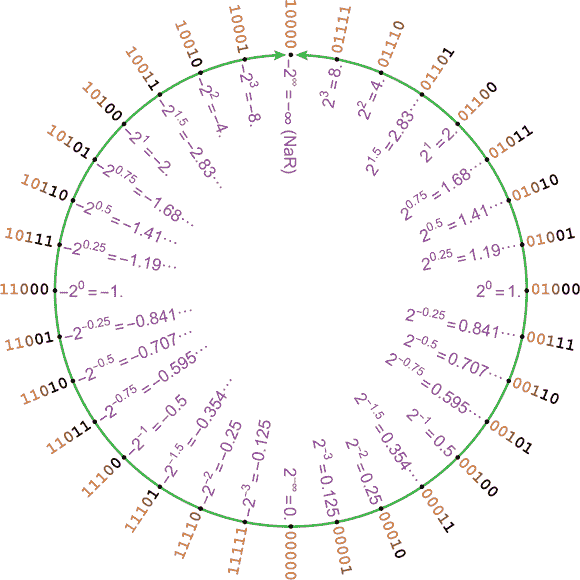 10000 −2^∞ = −∞ (NaR)
01111 2^3 = 8.
01110 2^2 = 4.
01101 2^1.5 = 2.83···
01100 2^1 = 2.
01011 2^0.75 = 1.68···
01010 2^0.5 = 1.41···
01001 2^0.25 = 1.19···
01000 2^0 = 1.
00111 2^−0.25 = 0.841···
00110 2^−0.5 = 0.707···
00101 2^−0.75 = 0.595···
00100 2^−1 = 0.5
00011 2^−1.5 = 0.354···
00010 2^−2 = 0.25
00001 2^−3 = 0.125
00000 2^−∞ = 0.
11111 −2^−3 = −0.125
11110 −2^−2 = −0.25
11101 −2^−1.5 = −0.354···
11100 −2^−1 = −0.5
11011 −2^−0.75 = −0.595···
11010 −2^−0.5 = −0.707···
11001 −2^−0.25 = −0.841···
11000 −2^0 = −1.
10111 −2^0.25 = −1.19···
10110 −2^0.5 = −1.41···
10101 −2^0.75 = −1.68···
10100 −2^1 = −2.
10011 −2^1.5 = −2.83···
10010 −2^2 = −4.
10001 −2^3 = −8.